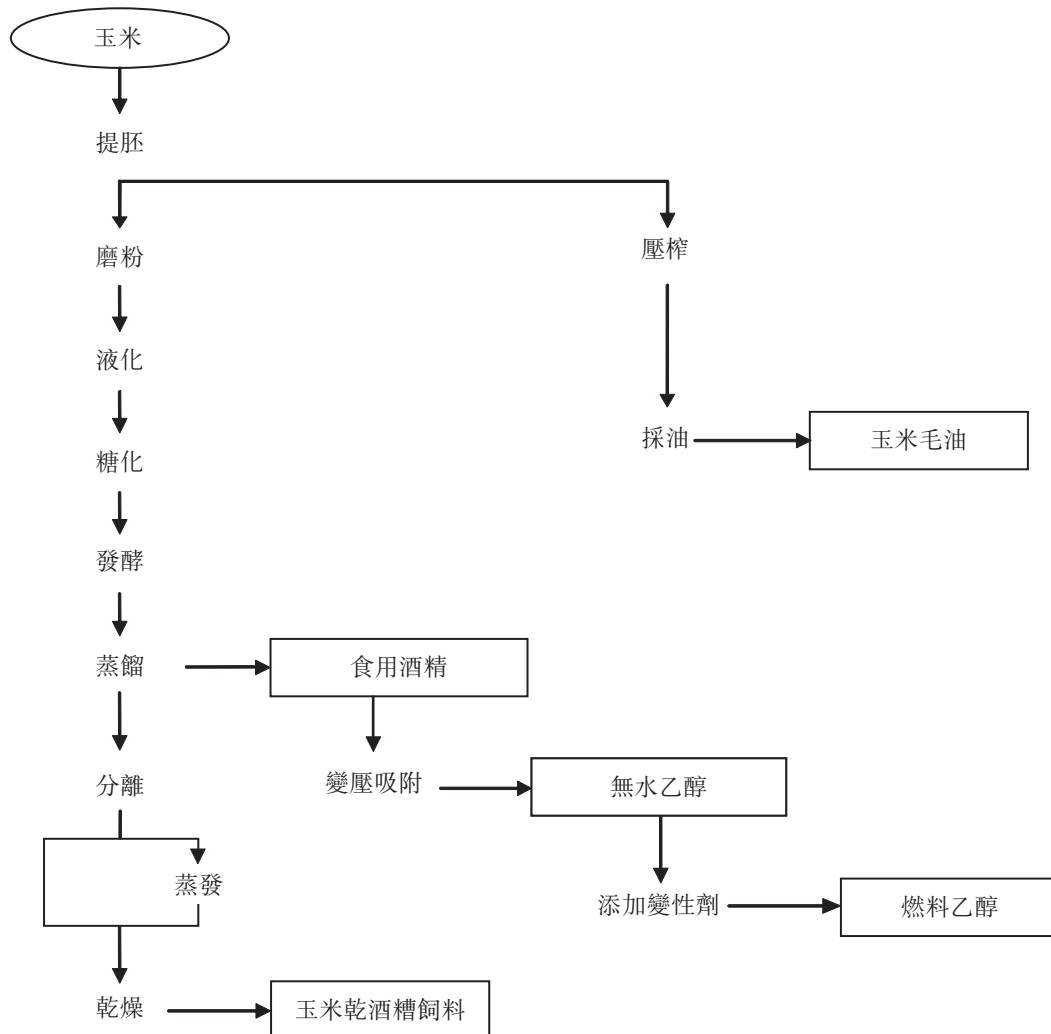 玉米
提胚
磨粉
壓榨
液化
採油
玉米毛油
糖化
發酵
蒸餾
食用酒精
分離
變壓吸附
無水乙醇
蒸發
添加變性劑
燃料乙醇
乾燥
玉米乾酒糟飼料